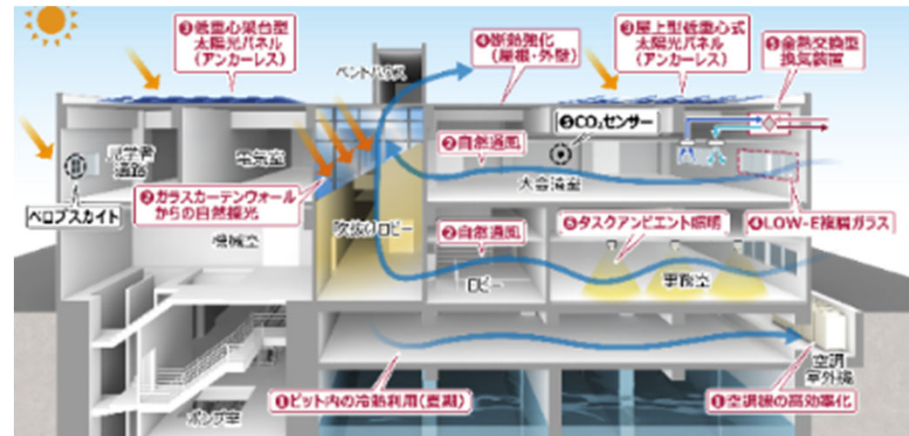 ❸低重心架台型
太陽光パネル
(アンカーレス)
❹断熱強化
(屋根・外壁)
❸屋上型低重心式
太陽光パネル
(アンカーレス)
❺全熱交換型
換気装置
ベントハウス
❷CO₂センサー
❷自然通風
見学者
通路
電気室
大会議室
ペロブスカイト
❷ガラスカーテンウォール
からの自然採光
❹LOW-E複層ガラス
機械室
吹抜けロビー
❷自然通風
❻タスクアンビエント照明
ロビー
事務室
空調
室外機
❶ピット内の冷熱利用(夏期)
❶空調機の高効率化
ポンプ室